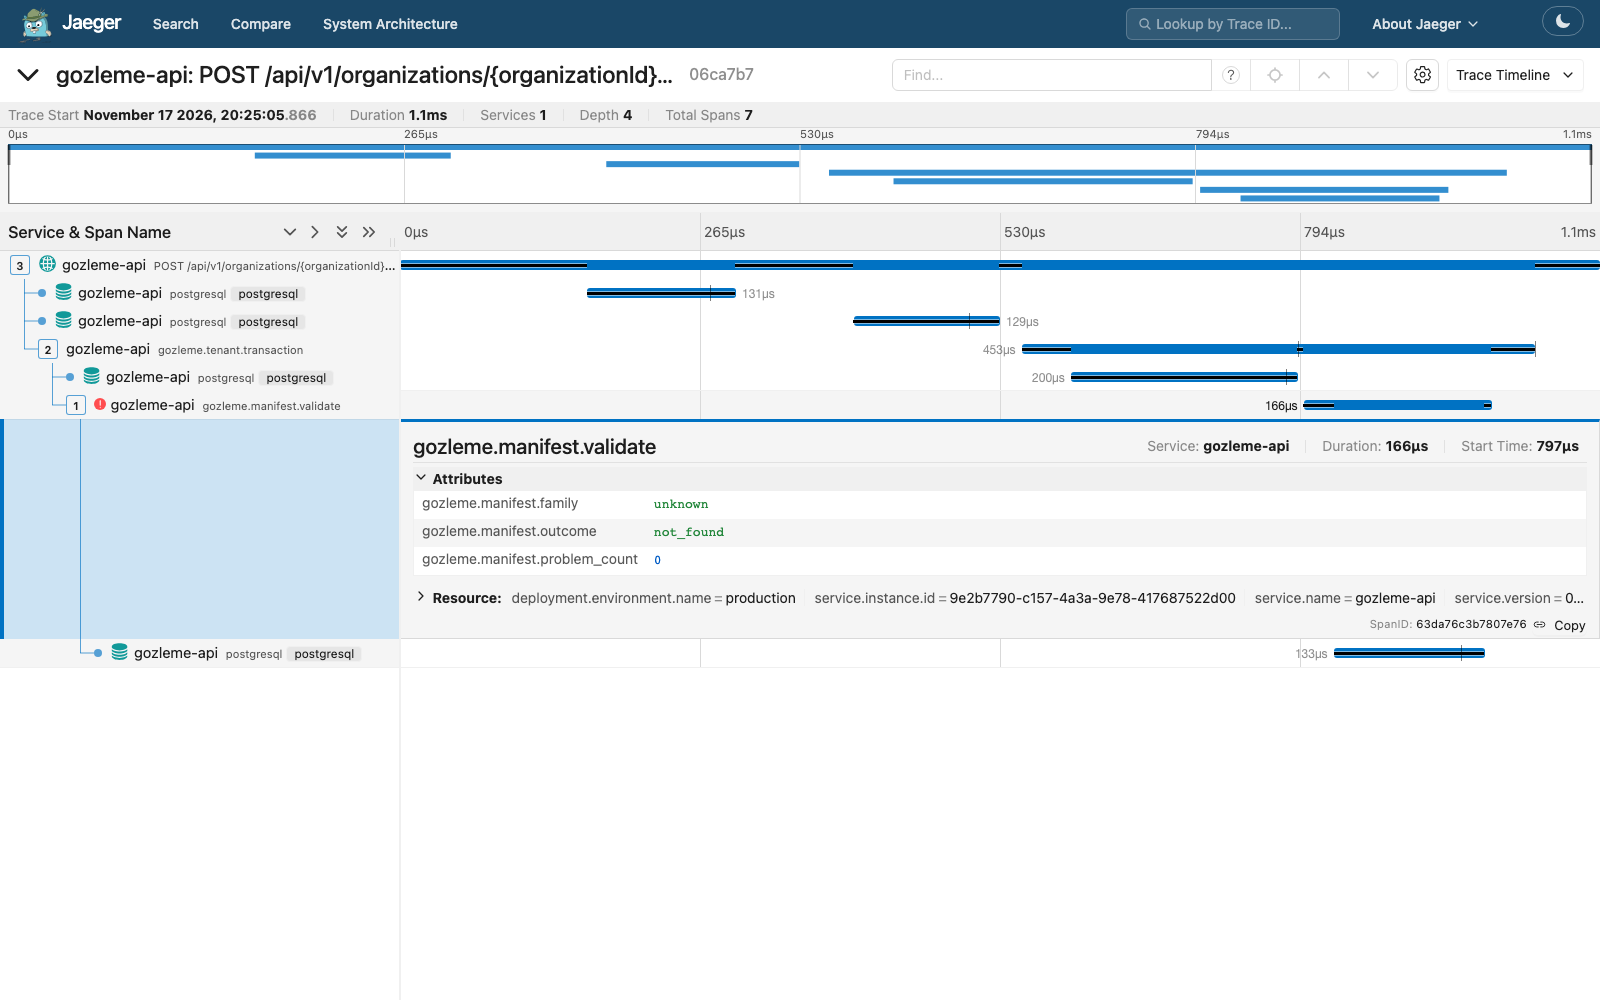 Jaeger Search Compare System Architecture Lookup by Trace ID... About Jaeger
gozleme-api: POST /api/v1/organizations/{organizationId}... 06ca7b7 Find... ? Trace Timeline
Trace Start November 17 2026, 20:25:05.866 Duration 1.1ms Services 1 Depth 4 Total Spans 7
0μs 265μs 530μs 794μs 1.1ms
Service & Span Name 0μs 265μs 530μs 794μs 1.1ms
3 gozleme-api POST /api/v1/organizations/{organizationId}...
gozleme-api postgresql postgresql 131μs
gozleme-api postgresql postgresql 129μs
2 gozleme-api gozleme.tenant.transaction 453μs
gozleme-api postgresql postgresql 200μs
1 gozleme-api gozleme.manifest.validate 166μs
gozleme.manifest.validate Service: gozleme-api Duration: 166μs Start Time: 797μs
Attributes
gozleme.manifest.family unknown
gozleme.manifest.outcome not_found
gozleme.manifest.problem_count 0
Resource: deployment.environment.name = production service.instance.id = 9e2b7790-c157-4a3a-9e78-417687522d00 service.name = gozleme-api service.version = 0...
SpanID: 63da76c3b7807e76 Copy
gozleme-api postgresql postgresql 133μs